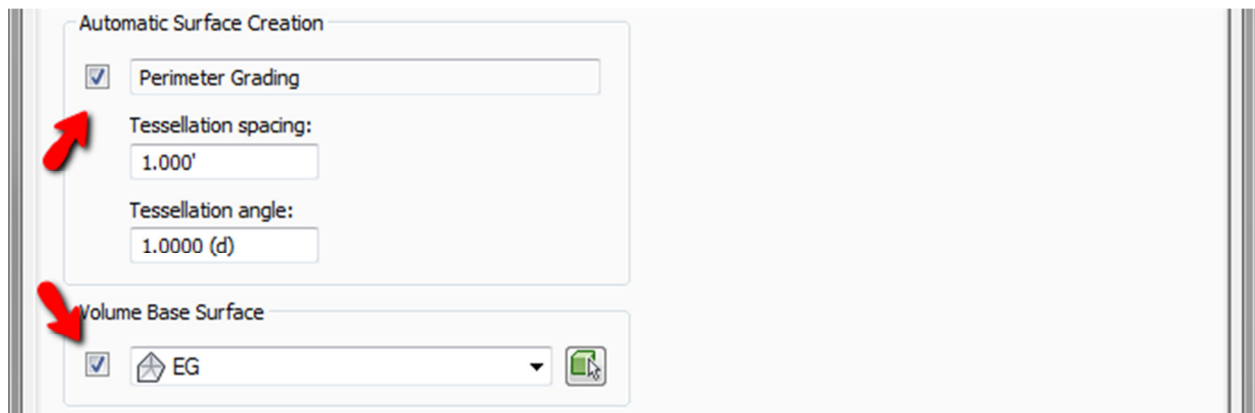 Automatic Surface Creation
Perimeter Grading
Tessellation spacing:
1.000'
Tessellation angle:
1.0000 (d)
Volume Base Surface
EG